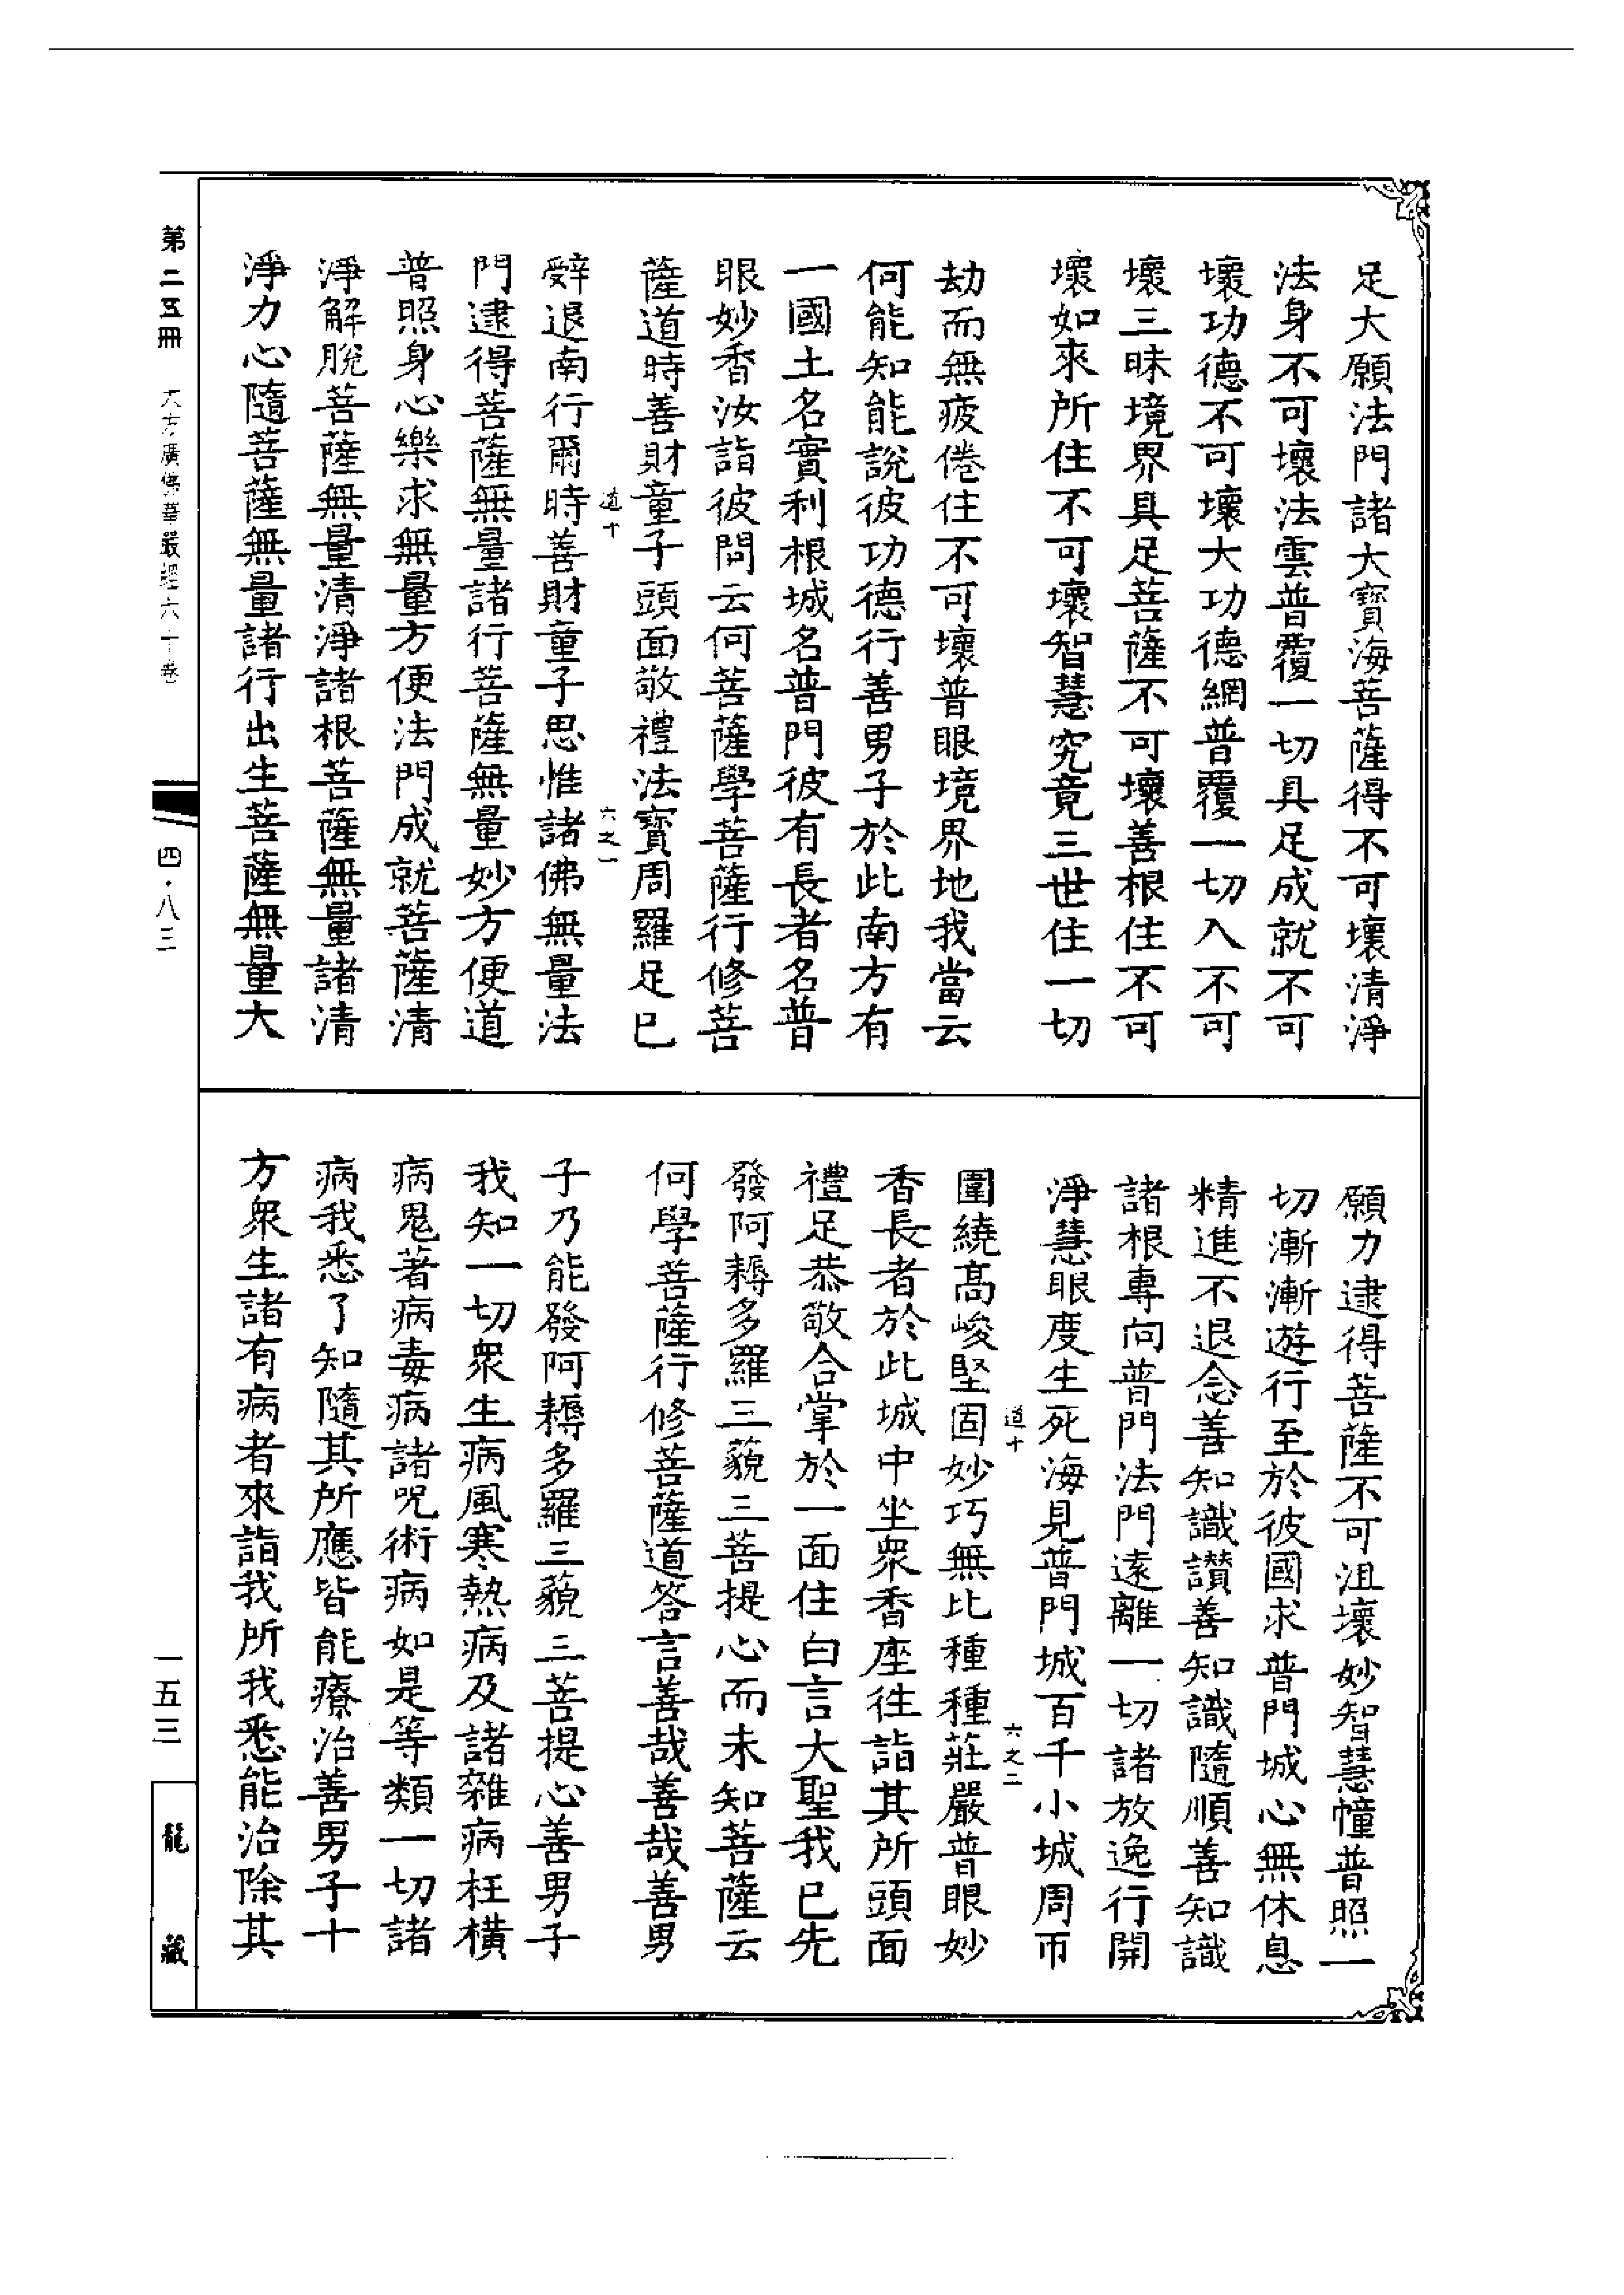 足大願法門諸大寶海菩薩得不可壞清淨
法身不可壞法雲普覆一切具足成就不可
壞功德不可壞大功德網普覆一切入不可
壞三昧境界具足菩薩不可壞善根住不可
壞如來所住不可壞智慧究竟三世住一切
劫而無疲倦住不可壞普眼境界地我當云
何能知能說彼功德行善男子於此南方有
一國土名實利根城名普門彼有長者名普
眼妙香汝詣彼問云何菩薩學菩薩行修菩
薩道時善財童子頭面敬禮法寶周羅足已
道十
六之一
辤退南行爾時善財童子思惟諸佛無量法
門逮得菩薩無量諸行菩薩無量妙方便道
普照身心樂求無量方便法門成就菩薩清
淨解脫菩薩無量清淨諸根菩薩無量諸清
淨力心隨菩薩無量諸行出生菩薩無量大
願力逮得菩薩不可沮壞妙智慧幢普照一
切漸漸遊行至於彼國求普門城心無休息
精進不退念善知識讚善知識隨順善知識
諸根專向普門法門遠離一切諸放逸行開
淨慧眼度生死海見普門城百千小城周帀
道十
六之二
圍繞高峻堅固妙巧無比種種莊嚴普眼妙
香長者於此城中坐衆香座往詣其所頭面
禮足恭敬合掌於一面住白言大聖我已先
發阿耨多羅三藐三菩提心而未知菩薩云
何學菩薩行修菩薩道答言善哉善哉善男
子乃能發阿耨多羅三藐三菩提心善男子
我知一切衆生病風寒熱病及諸雜病枉橫
病鬼著病毒病諸呪術病如是等類一切諸
病我悉了知隨其所應皆能療治善男子十
方衆生諸有病者來詣我所我悉能治除其
第二五冊
大方廣佛華嚴經六十卷
四·八三
一五三
龍藏